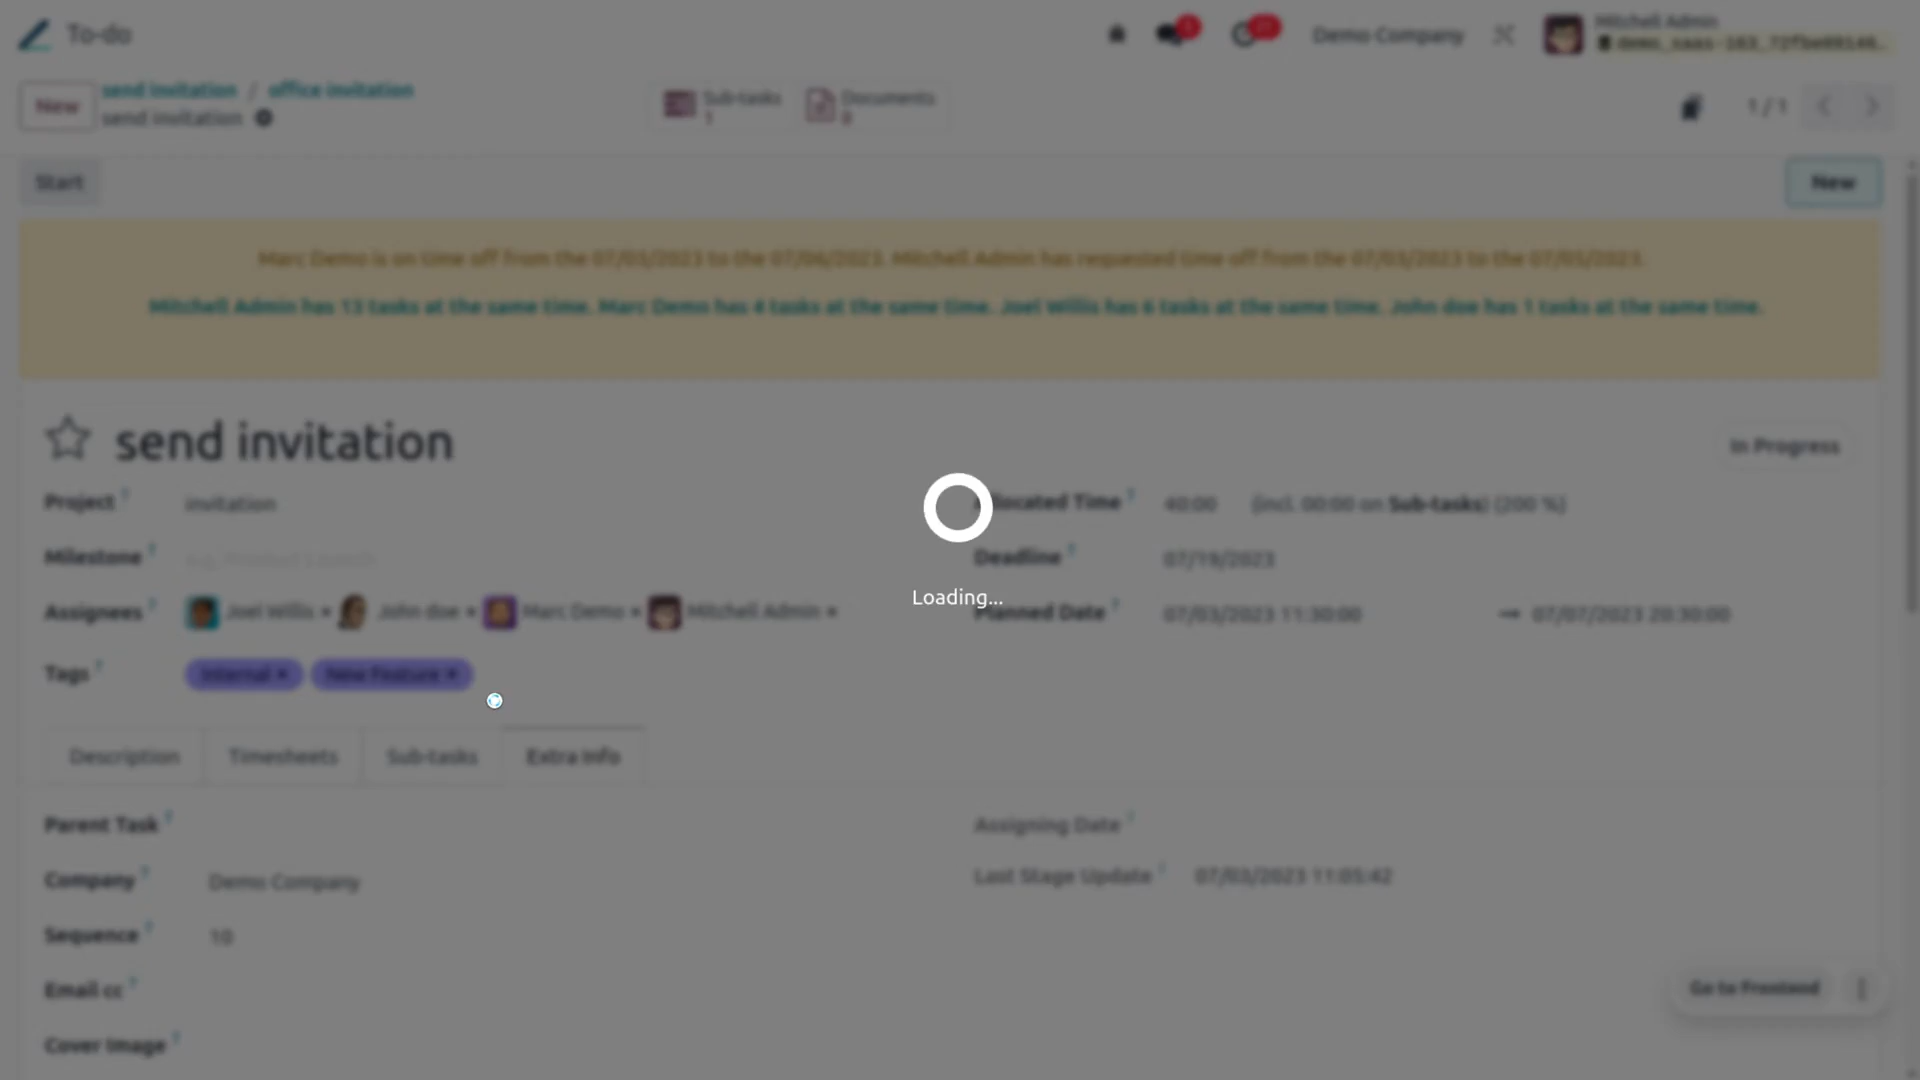 To-do
Demo Company
Mitchell Admin
New
send invitation / office invitation
send invitation
Sub-tasks
1
Documents
0
1 / 1
Start
New
Marc Demo is on time off from the 07/03/2023 to the 07/06/2023. Mitchell Admin has requested time off from the 07/03/2023 to the 07/05/2023.
Mitchell Admin has 13 tasks at the same time. Marc Demo has 4 tasks at the same time. Joel Willis has 6 tasks at the same time. John doe has 1 tasks at the same time.
send invitation
In Progress
Project ?
invitation
Allocated Time ?
40:00 (incl. 00:00 on Sub-tasks) (200 %)
Milestone ?
e.g. Product Launch
Deadline ?
07/19/2023
Loading...
Assignees ?
Joel Willis × John doe × Marc Demo × Mitchell Admin ×
Planned Date ?
07/03/2023 11:30:00 → 07/07/2023 20:30:00
Tags ?
Internal × New Feature ×
Description
Timesheets
Sub-tasks
Extra Info
Parent Task ?
Assigning Date ?
Company ?
Demo Company
Last Stage Update ?
07/03/2023 11:05:42
Sequence ?
10
Email cc ?
Go to Frontend
Cover Image ?